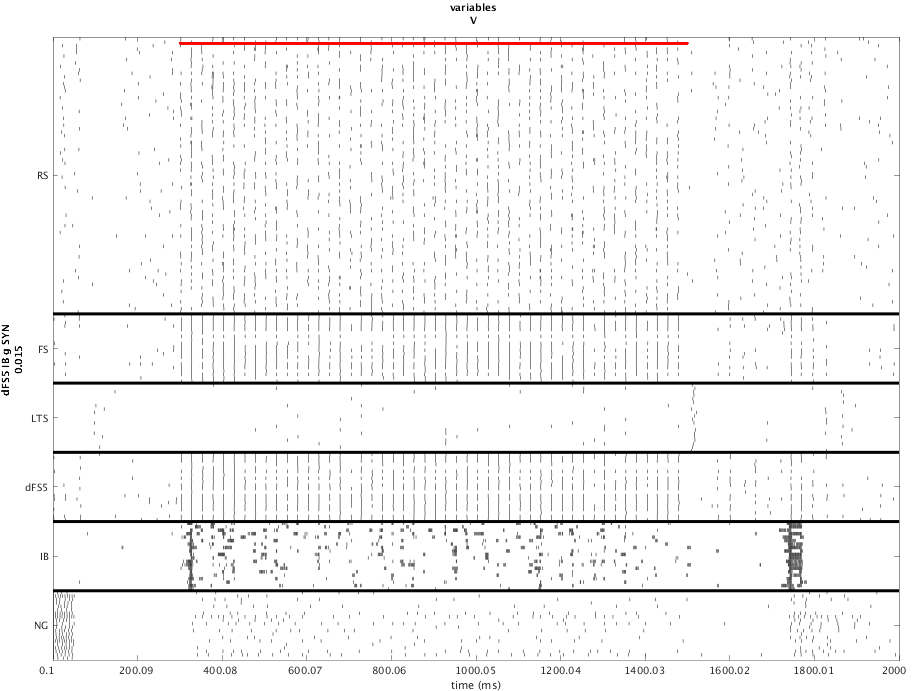 variables
V
dFS5 IB g SYN
0.015
RS
FS
LTS
dFS5
IB
NG
0.1 200.09 400.08 600.07 800.06 1000.05 1200.04 1400.03 1600.02 1800.01 2000
time (ms)